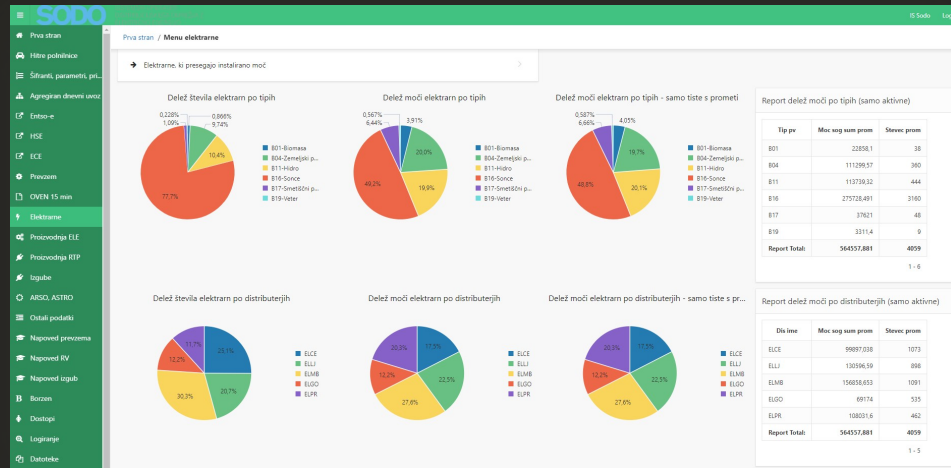 SODO
IS Sodo
Prva stran
Hitre polnilnice
Šifranti, parametri, pri...
Agregiran dnevni uvoz
Entso-e
HSE
ECE
Prevzem
OVEN 15 min
Elektrarne
Proizvodnja ELE
Proizvodnja RTP
Izgube
ARSO, ASTRO
Ostali podatki
Napoved prevzema
Napoved RV
Napoved izgub
Borzen
Dostopi
Logiranje
Datoteke
Prva stran / Menu elektrarne
Elektrarne, ki presegajo instalirano moč
Delež števila elektrarn po tipih
0,228%
0,866%
1,09%
9,74%
10,4%
77,7%
B01-Biomasa
B04-Zemeljski p...
B11-Hidro
B16-Sonce
B17-Smetiščni p...
B19-Veter
Delež moči elektrarn po tipih
0,567%
3,91%
6,44%
20,0%
49,2%
19,9%
B01-Biomasa
B04-Zemeljski p...
B11-Hidro
B16-Sonce
B17-Smetiščni p...
B19-Veter
Delež moči elektrarn po tipih - samo tiste s prometi
0,587%
4,05%
6,66%
19,7%
48,8%
20,1%
B01-Biomasa
B04-Zemeljski p...
B11-Hidro
B16-Sonce
B17-Smetiščni p...
B19-Veter
Report delež moči po tipih (samo aktivne)
Tip pv Moc sog sum prom Stevec prom
B01 22858,1 38
B04 111299,57 360
B11 113739,32 444
B16 275728,491 3160
B17 37621 48
B19 3311,4 9
Report Total: 564557,881 4059
1 - 6
Delež števila elektrarn po distributerjih
11,7%
23,1%
12,2%
30,3%
20,7%
ELCE
ELLJ
ELMB
ELGO
ELPR
Delež moči elektrarn po distributerjih
20,3%
17,5%
12,2%
22,5%
27,6%
ELCE
ELLJ
ELMB
ELGO
ELPR
Delež moči elektrarn po distributerjih - samo tiste s pr...
20,3%
17,5%
12,2%
22,5%
27,6%
ELCE
ELLJ
ELMB
ELGO
ELPR
Report delež moči po distributerjih (samo aktivne)
Dis ime Moc sog sum prom Stevec prom
ELCE 99897,038 1073
ELLJ 130596,59 898
ELMB 156858,653 1091
ELGO 69174 535
ELPR 108031,6 462
Report Total: 564557,881 4059
1 - 5